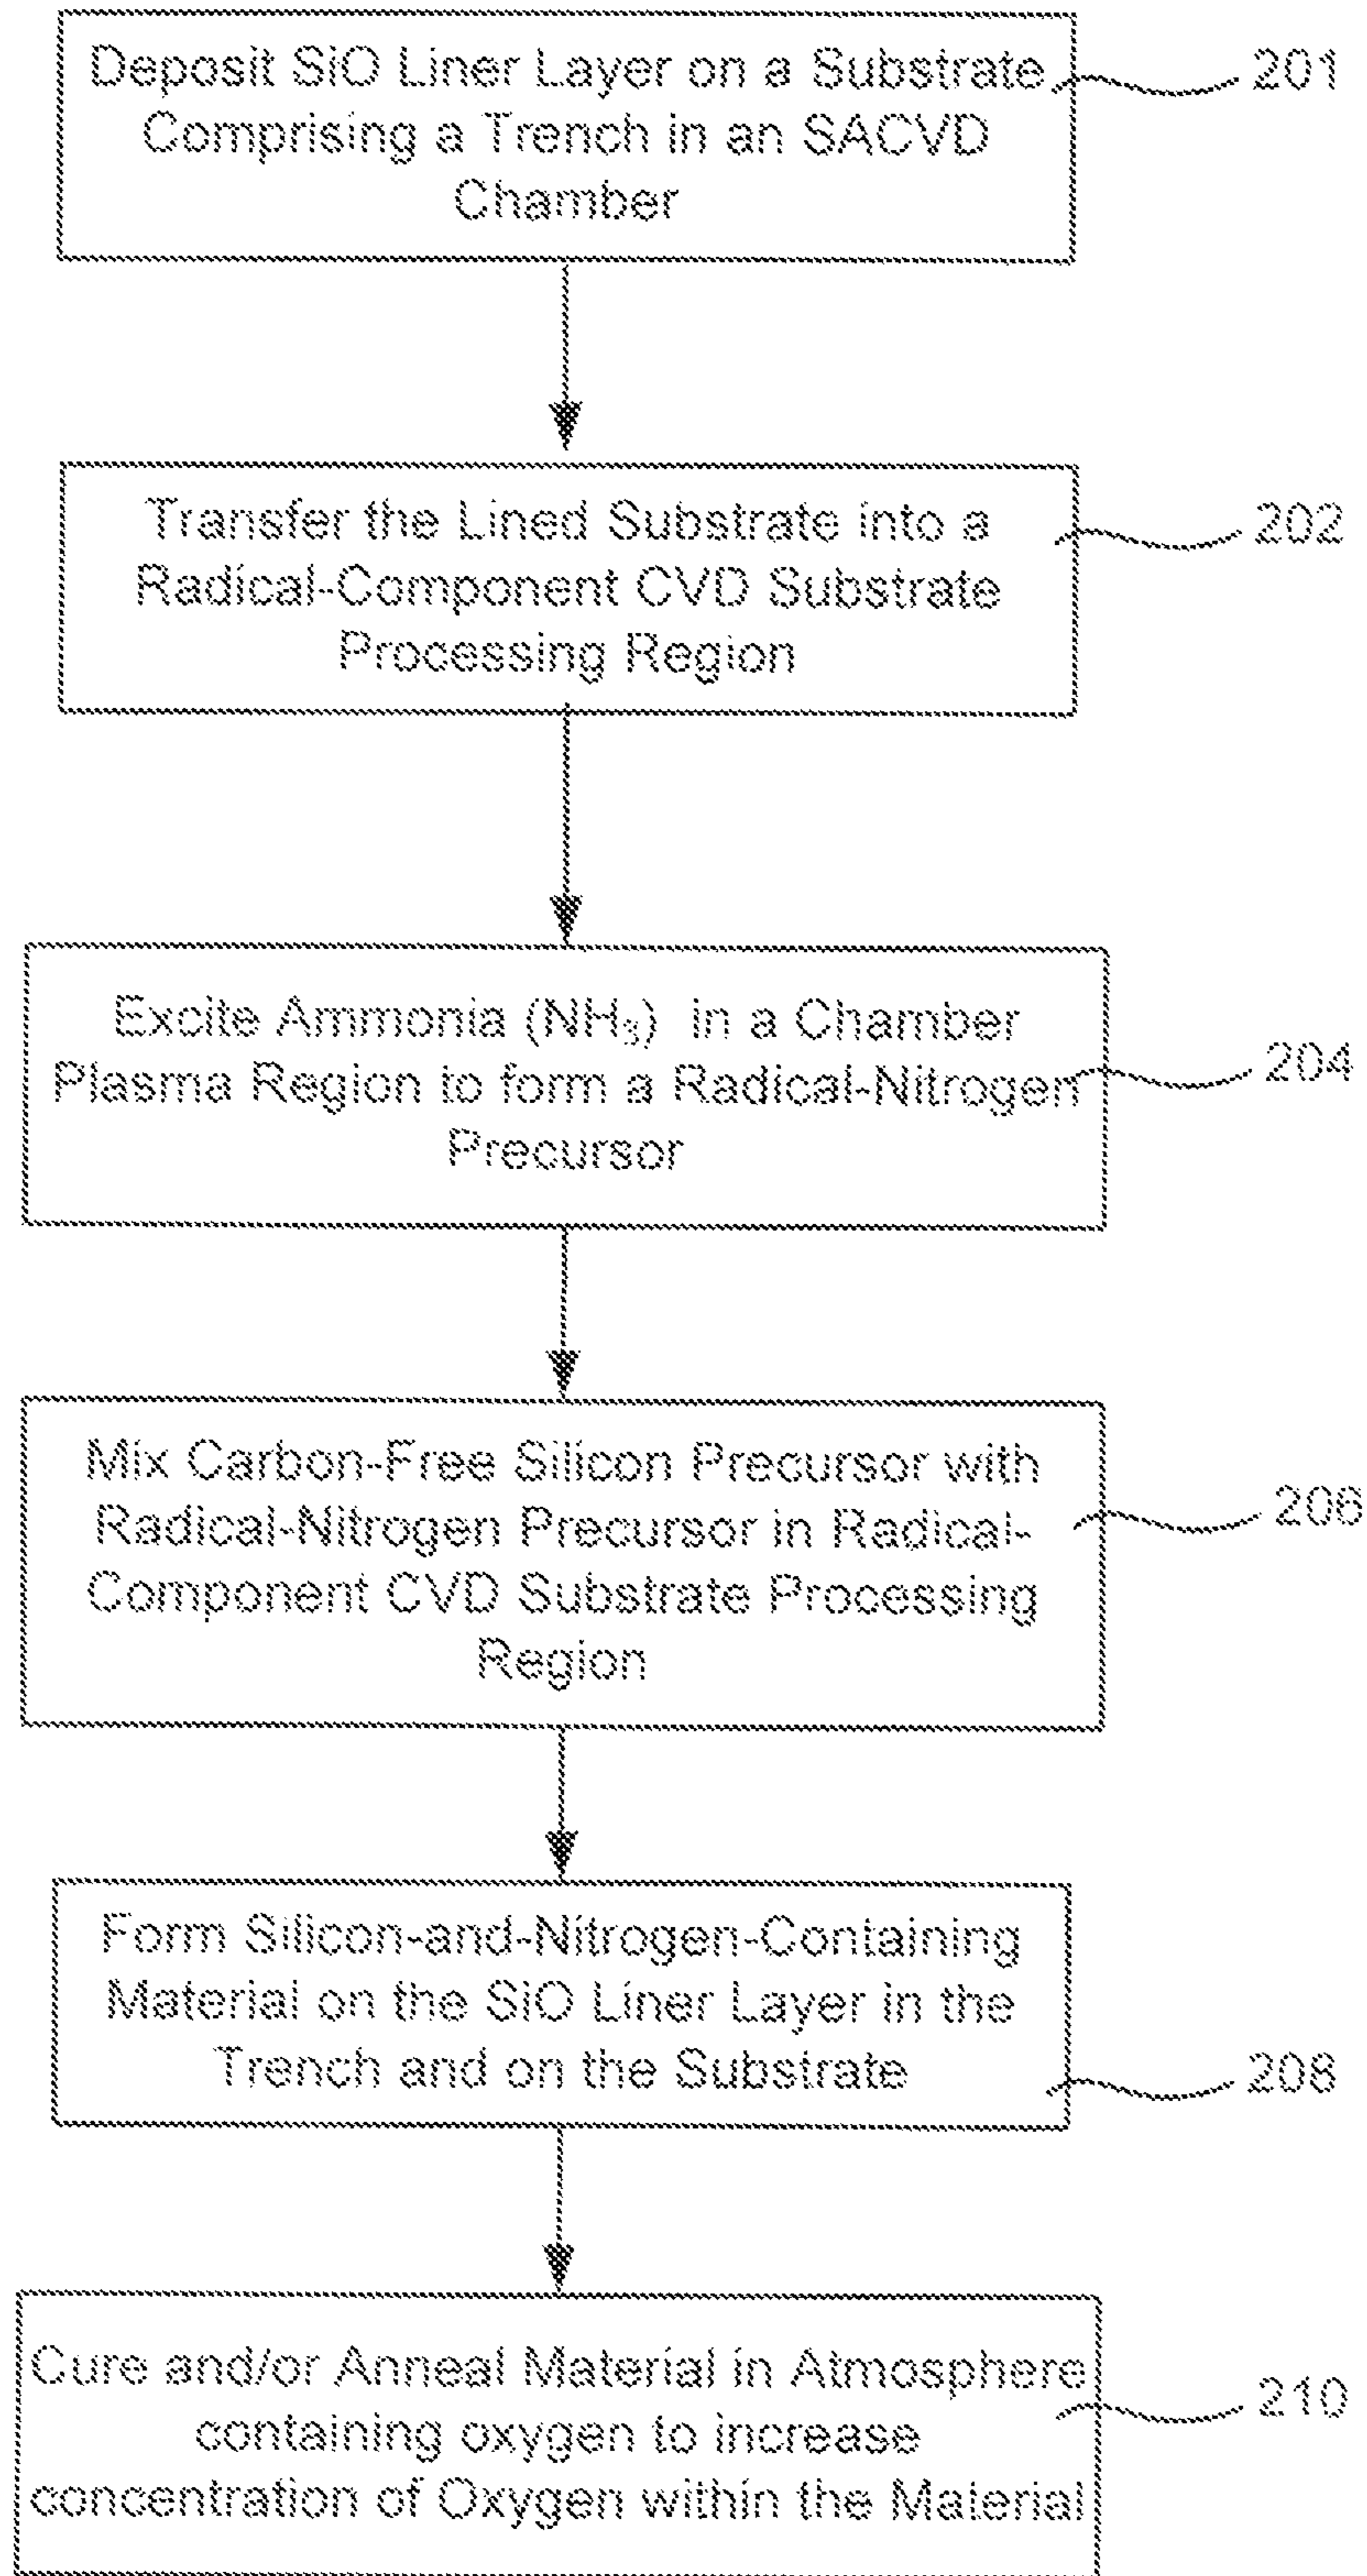 Deposit SiO Liner Layer on a Substrate
Comprising a Trench in an SACVD
Chamber
201
Transfer the Lined Substrate into a
Radical-Component CVD Substrate
Processing Region
202
Excite Ammonia (NH₃) in a Chamber
Plasma Region to form a Radical-Nitrogen
Precursor
204
Mix Carbon-Free Silicon Precursor with
Radical-Nitrogen Precursor in Radical-
Component CVD Substrate Processing
Region
206
Form Silicon-and-Nitrogen-Containing
Material on the SiO Liner Layer in the
Trench and on the Substrate
208
Cure and/or Anneal Material in Atmosphere
containing oxygen to increase
concentration of Oxygen within the Material
210